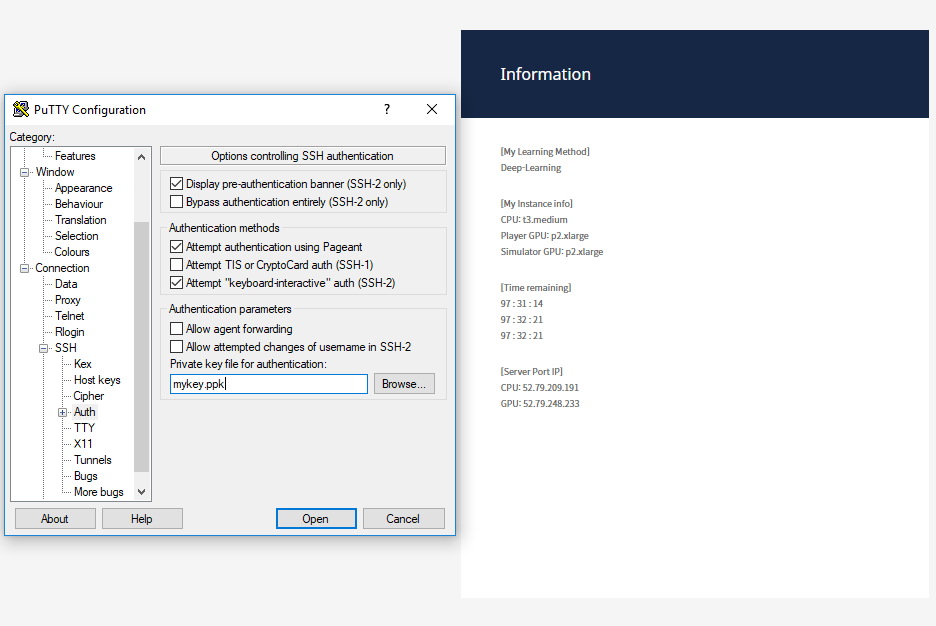 PuTTY Configuration
?
Category:
Features
Window
Appearance
Behaviour
Translation
Selection
Colours
Connection
Data
Proxy
Telnet
Rlogin
SSH
Kex
Host keys
Cipher
Auth
TTY
X11
Tunnels
Bugs
More bugs
Options controlling SSH authentication
Display pre-authentication banner (SSH-2 only)
Bypass authentication entirely (SSH-2 only)
Authentication methods
Attempt authentication using Pageant
Attempt TIS or CryptoCard auth (SSH-1)
Attempt "keyboard-interactive" auth (SSH-2)
Authentication parameters
Allow agent forwarding
Allow attempted changes of username in SSH-2
Private key file for authentication:
mykey.ppk
Browse...
About
Help
Open
Cancel
Information
[My Learning Method]
Deep-Learning
[My Instance info]
CPU: t3.medium
Player GPU: p2.xlarge
Simulator GPU: p2.xlarge
[Time remaining]
97 : 31 : 14
97 : 32 : 21
97 : 32 : 21
[Server Port IP]
CPU: 52.79.209.191
GPU: 52.79.248.233